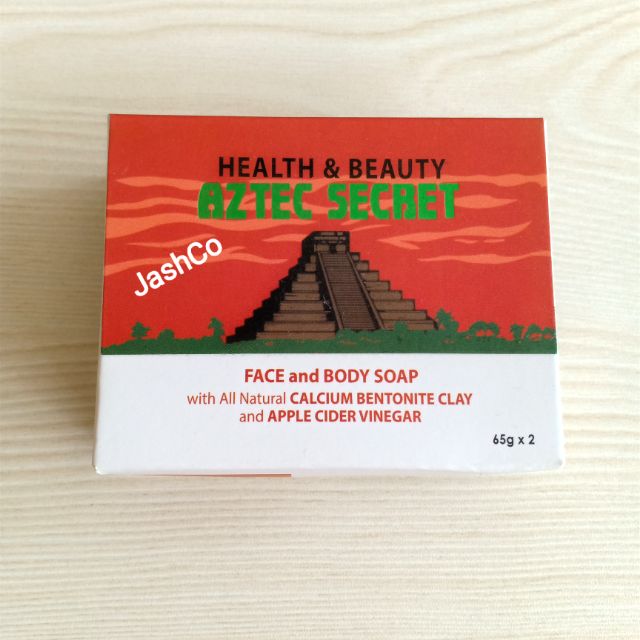 HEALTH & BEAUTY
AZTEC SECRET
JashCo
FACE and BODY SOAP
with All Natural CALCIUM BENTONITE CLAY
and APPLE CIDER VINEGAR
65g x 2